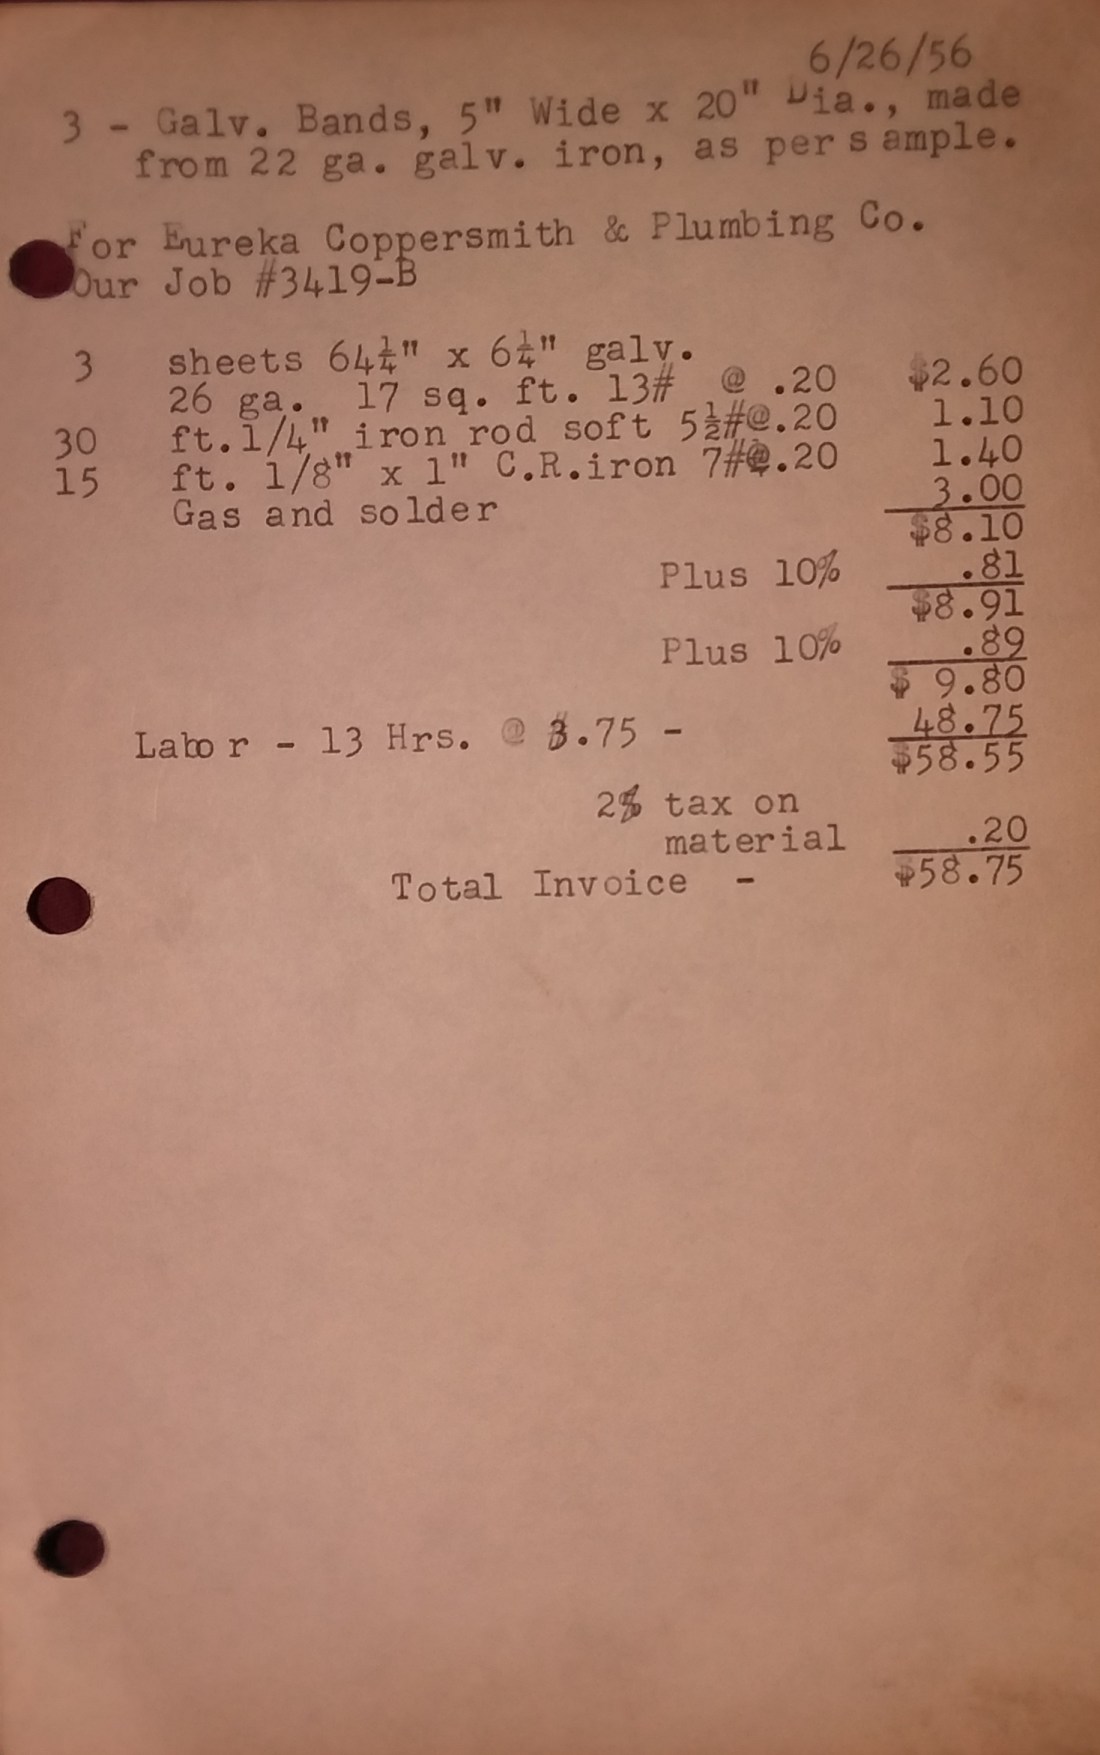 6/26/56
3 - Galv. Bands, 5" Wide x 20" Dia., made
from 22 ga. galv. iron, as per s ample.
For Eureka Coppersmith & Plumbing Co.
Our Job #3419-B
3 sheets 64¼" x 6¼" galv.
26 ga. 17 sq. ft. 13# @ .20 $2.60
30 ft.1/4" iron rod soft 5½#@.20 1.10
15 ft. 1/8" x 1" C.R.iron 7#@.20 1.40
Gas and solder 3.00
$8.10
Plus 10% .81
$8.91
Plus 10% .89
$ 9.80
Labo r - 13 Hrs. @ 3.75 - 48.75
$58.55
2% tax on
material .20
Total Invoice - $58.75